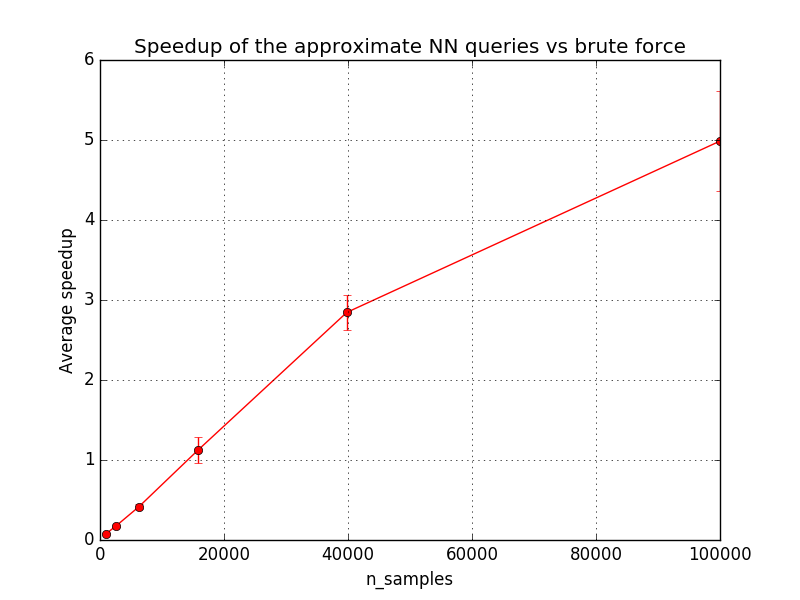 Speedup of the approximate NN queries vs brute force
6
5
4
3
2
1
0
Average speedup
0 20000 40000 60000 80000 100000
n_samples